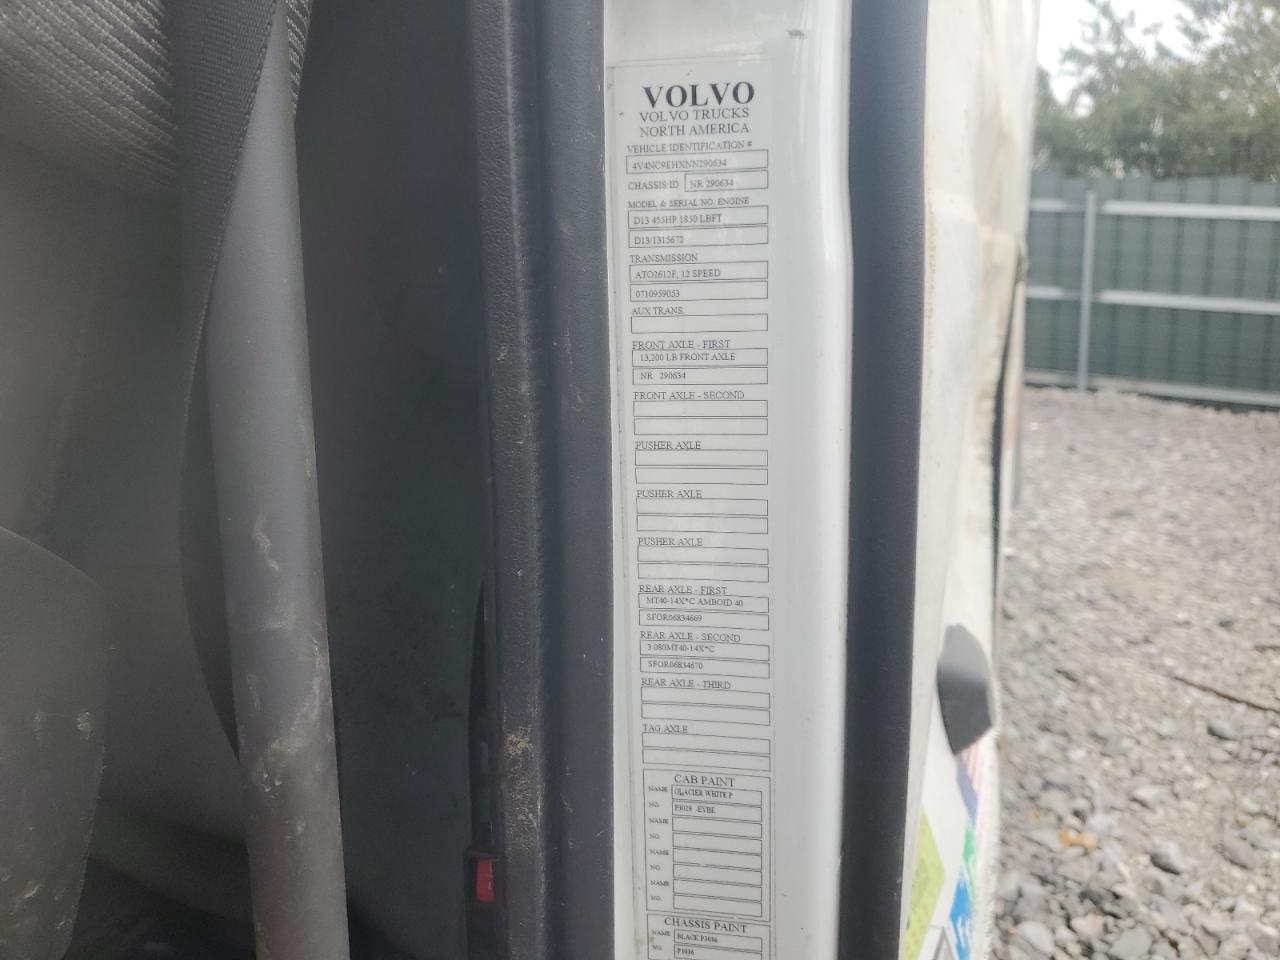 VOLVO
VOLVO TRUCKS
NORTH AMERICA
VEHICLE IDENTIFICATION #
4V4NC9EHXNN290634
CHASSIS ID NR 290634
MODEL & SERIAL NO. ENGINE
D13 455HP 1850 LBFT
D13/1315672
TRANSMISSION
ATO2612F, 12 SPEED
0710959053
AUX TRANS.
FRONT AXLE - FIRST
13,200 LB FRONT AXLE
NR 290634
FRONT AXLE - SECOND
PUSHER AXLE
PUSHER AXLE
PUSHER AXLE
REAR AXLE - FIRST
MT40-14X*C AMBOID 40
SFOR06834669
REAR AXLE - SECOND
3.080MT40-14X*C
SFOR06834670
REAR AXLE - THIRD
TAG AXLE
CAB PAINT
NAME GLACIER WHITE P
NO. P3029 -EYBE
NAME
NO.
NAME
NO.
NAME
NO.
CHASSIS PAINT
NAME BLACK P3036
NO. P3036